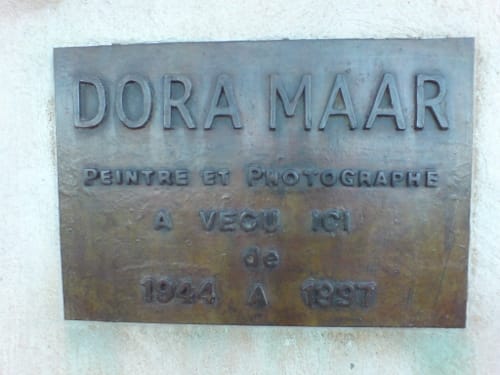 DORA MAAR
PEINTRE ET PHOTOGRAPHE
A VECU ICI
de
1944 A 1997